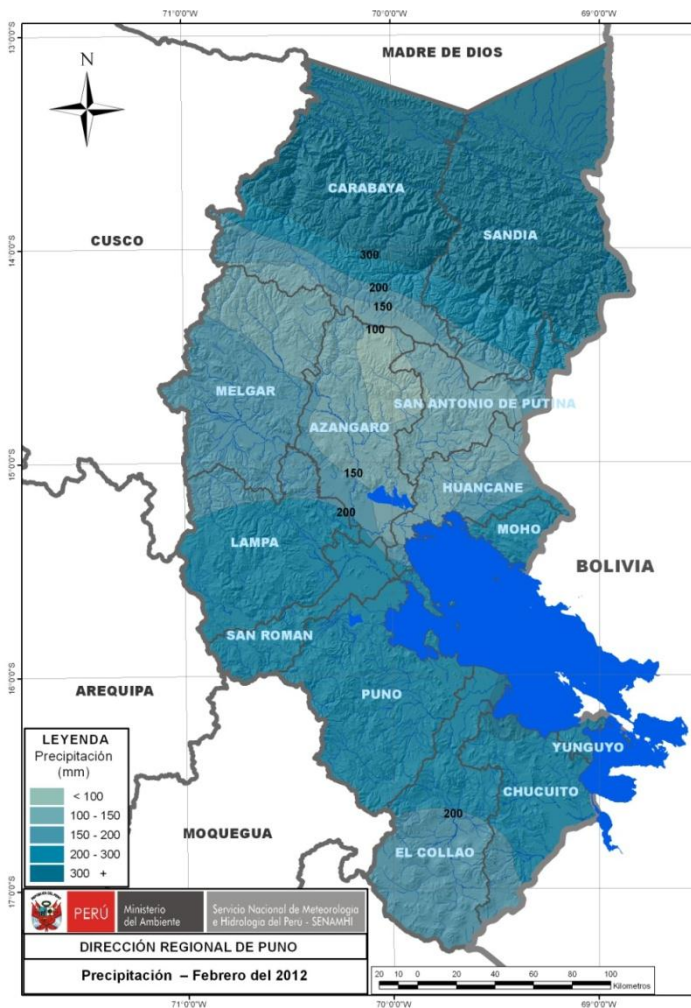 71°0'0"W
70°0'0"W
69°0'0"W
13°0'0"S
MADRE DE DIOS
N
CARABAYA
SANDIA
CUSCO
14°0'0"S
300
200
150
100
MELGAR
SAN ANTONIO DE PUTINA
AZANGARO
15°0'0"S
150
HUANCANE
200
MOHO
LAMPA
BOLIVIA
SAN ROMAN
16°0'0"S
AREQUIPA
PUNO
YUNGUYO
CHUCUITO
200
MOQUEGUA
EL COLLAO
17°0'0"S
LEYENDA
Precipitación
(mm)
< 100
100 - 150
150 - 200
200 - 300
300 +
PERÚ
Ministerio
del Ambiente
Servicio Nacional de Meteorologia
e Hidrologia del Peru - SENAMHI
DIRECCIÓN REGIONAL DE PUNO
Precipitación – Febrero del 2012
20 10 0 20 40 60 80 100
Kilometros
71°0'0"W
70°0'0"W
69°0'0"W